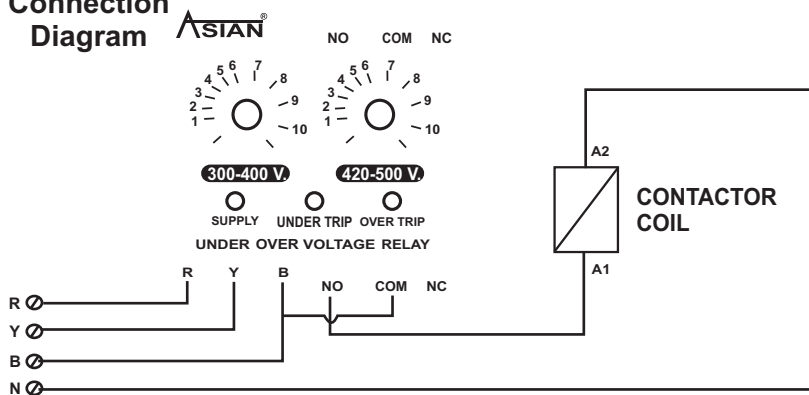 Connection
Diagram ASIAN®
NO COM NC
1 2 3 4 5 6 7 8 9 10
1 2 3 4 5 6 7 8 9 10
300-400 V. 420-500 V.
SUPPLY UNDER TRIP OVER TRIP
UNDER OVER VOLTAGE RELAY
R Y B
NO COM NC
A2
CONTACTOR
COIL
A1
R
Y
B
N